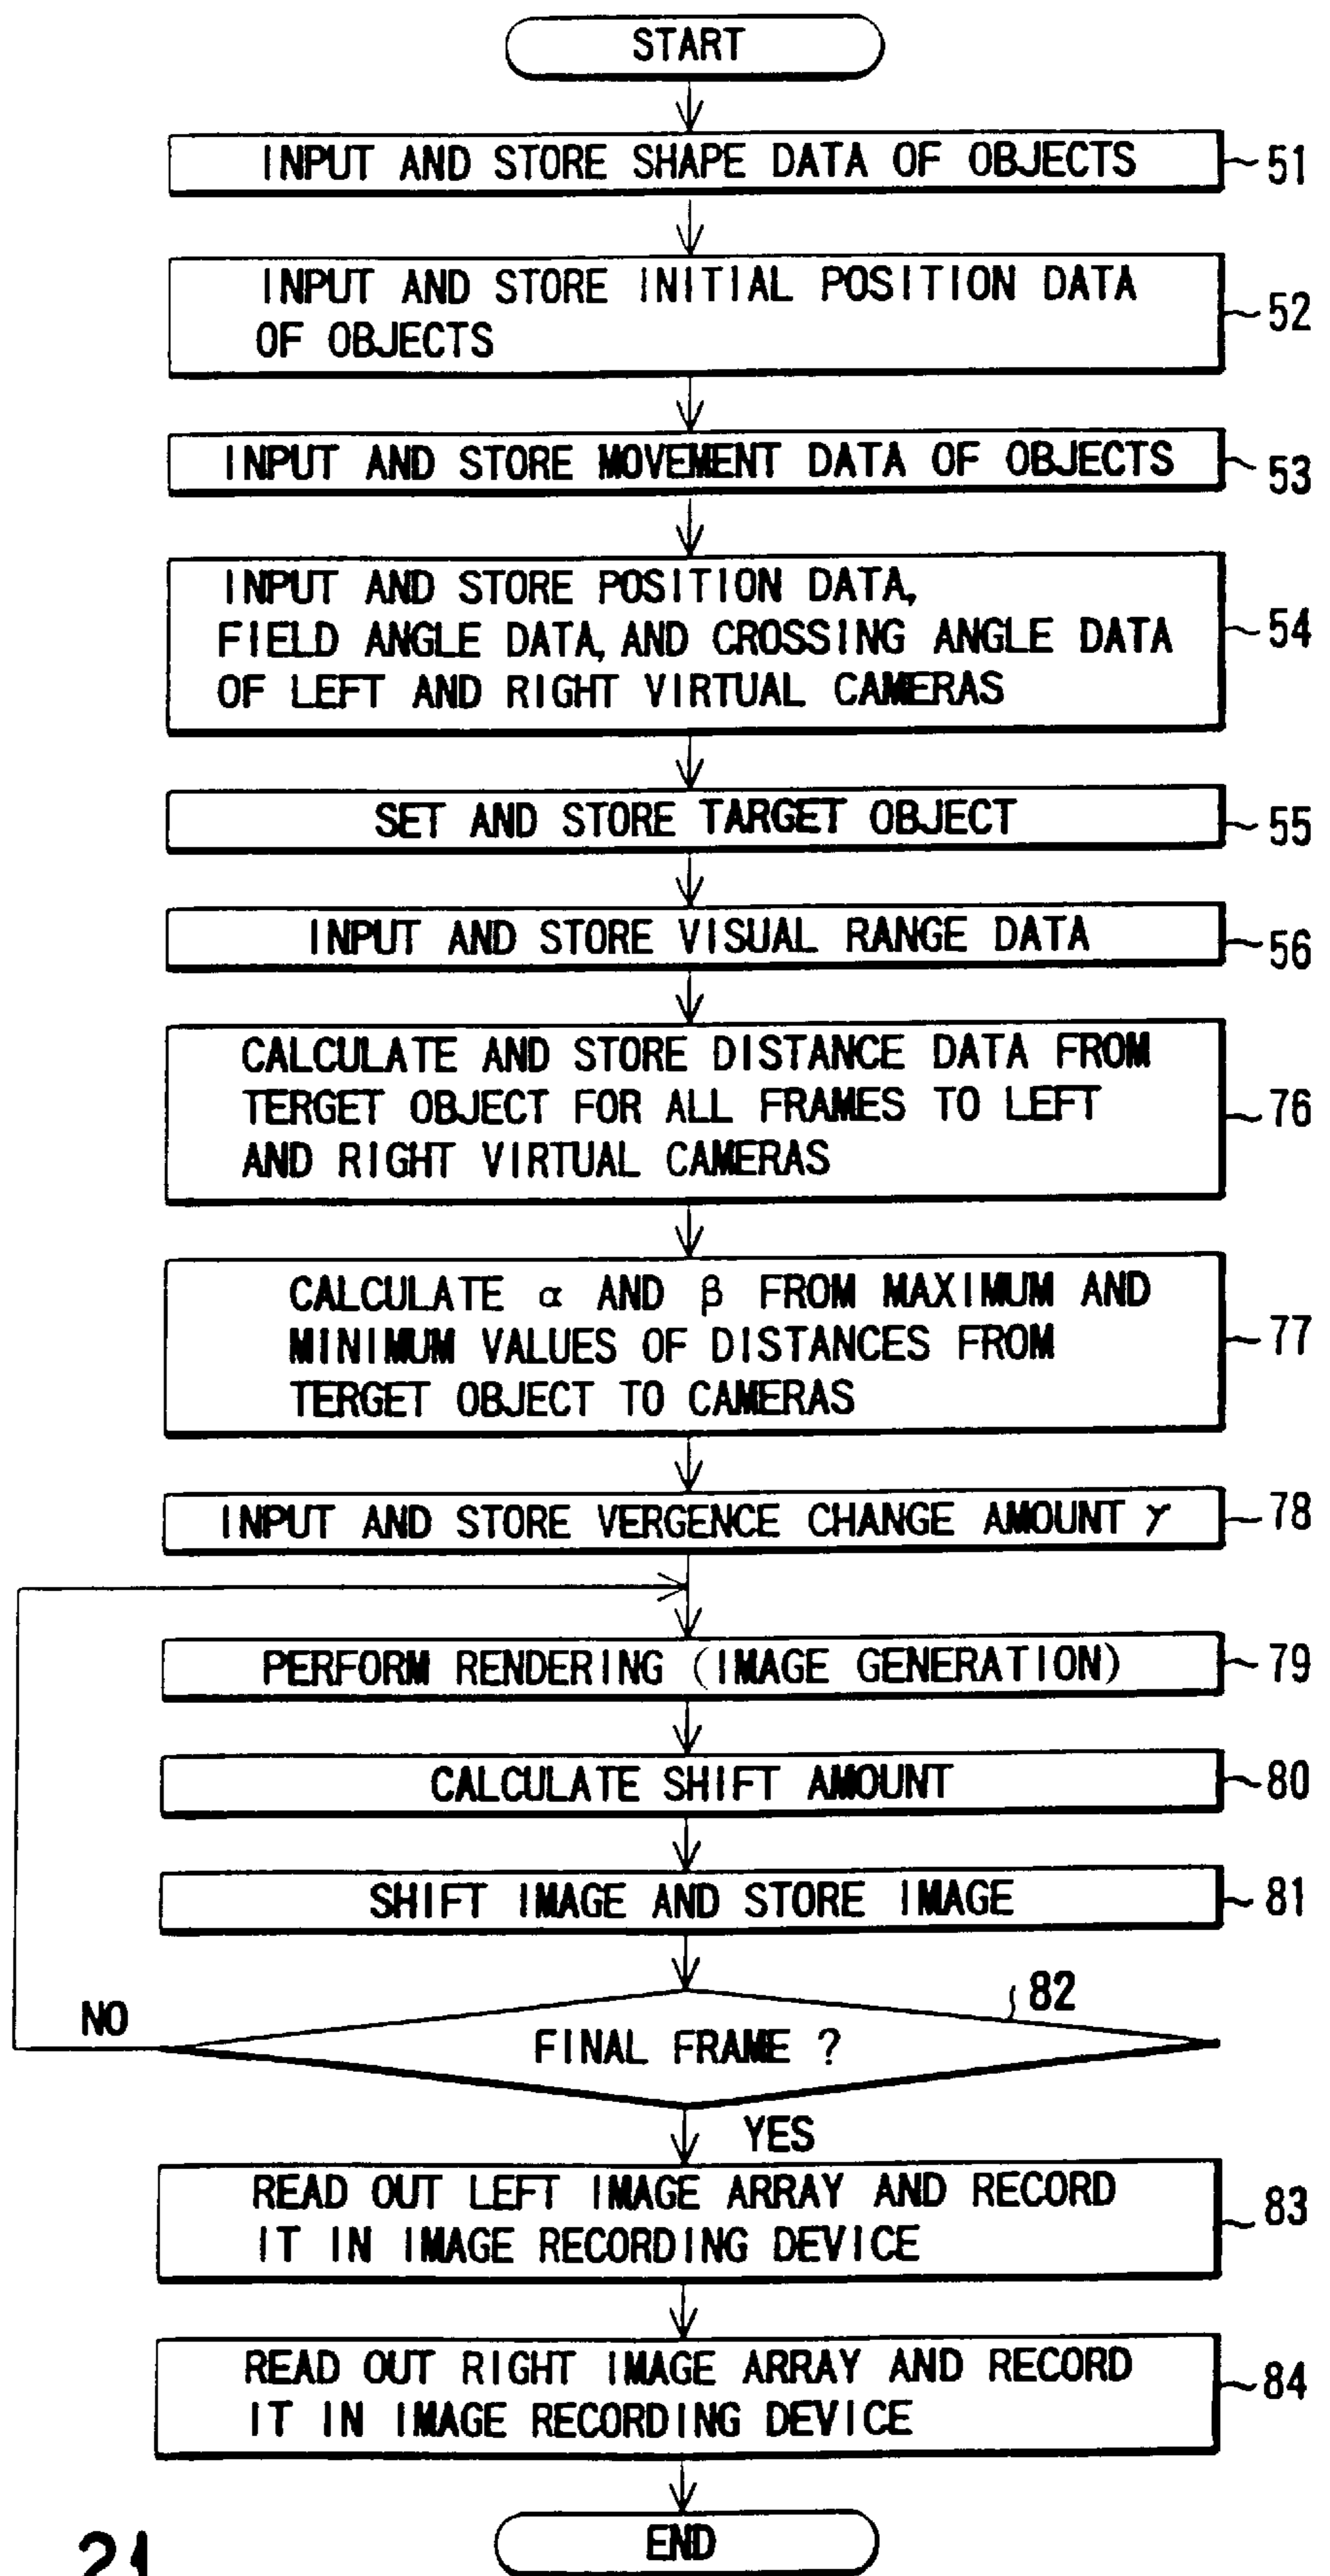 START
INPUT AND STORE SHAPE DATA OF OBJECTS
51
INPUT AND STORE INITIAL POSITION DATA
OF OBJECTS
52
INPUT AND STORE MOVEMENT DATA OF OBJECTS
53
INPUT AND STORE POSITION DATA,
FIELD ANGLE DATA, AND CROSSING ANGLE DATA
OF LEFT AND RIGHT VIRTUAL CAMERAS
54
SET AND STORE TARGET OBJECT
55
INPUT AND STORE VISUAL RANGE DATA
56
CALCULATE AND STORE DISTANCE DATA FROM
TERGET OBJECT FOR ALL FRAMES TO LEFT
AND RIGHT VIRTUAL CAMERAS
76
CALCULATE α AND β FROM MAXIMUM AND
MINIMUM VALUES OF DISTANCES FROM
TERGET OBJECT TO CAMERAS
77
INPUT AND STORE VERGENCE CHANGE AMOUNT γ
78
PERFORM RENDERING (IMAGE GENERATION)
79
CALCULATE SHIFT AMOUNT
80
SHIFT IMAGE AND STORE IMAGE
81
82
NO
FINAL FRAME ?
YES
READ OUT LEFT IMAGE ARRAY AND RECORD
IT IN IMAGE RECORDING DEVICE
83
READ OUT RIGHT IMAGE ARRAY AND RECORD
IT IN IMAGE RECORDING DEVICE
84
END
21